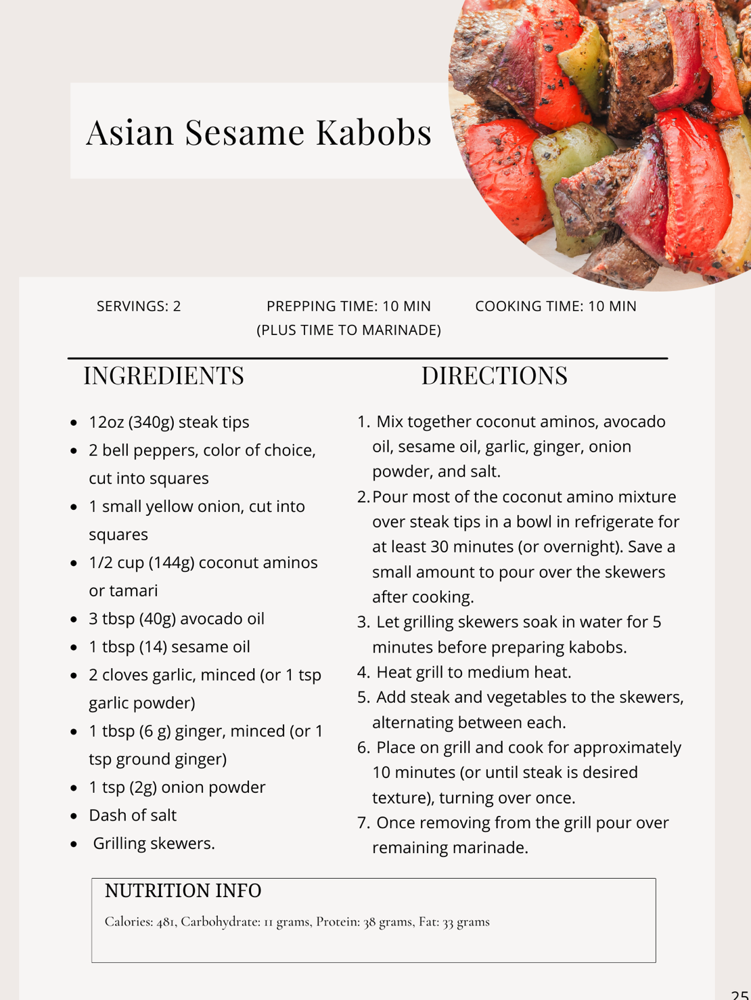 Asian Sesame Kabobs
SERVINGS: 2
PREPPING TIME: 10 MIN
(PLUS TIME TO MARINADE)
COOKING TIME: 10 MIN
INGREDIENTS
• 12oz (340g) steak tips
• 2 bell peppers, color of choice,
cut into squares
• 1 small yellow onion, cut into
squares
• 1/2 cup (144g) coconut aminos
or tamari
• 3 tbsp (40g) avocado oil
• 1 tbsp (14) sesame oil
• 2 cloves garlic, minced (or 1 tsp
garlic powder)
• 1 tbsp (6 g) ginger, minced (or 1
tsp ground ginger)
• 1 tsp (2g) onion powder
• Dash of salt
• Grilling skewers.
DIRECTIONS
1. Mix together coconut aminos, avocado
oil, sesame oil, garlic, ginger, onion
powder, and salt.
2. Pour most of the coconut amino mixture
over steak tips in a bowl in refrigerate for
at least 30 minutes (or overnight). Save a
small amount to pour over the skewers
after cooking.
3. Let grilling skewers soak in water for 5
minutes before preparing kabobs.
4. Heat grill to medium heat.
5. Add steak and vegetables to the skewers,
alternating between each.
6. Place on grill and cook for approximately
10 minutes (or until steak is desired
texture), turning over once.
7. Once removing from the grill pour over
remaining marinade.
NUTRITION INFO
Calories: 481, Carbohydrate: 11 grams, Protein: 38 grams, Fat: 33 grams
25